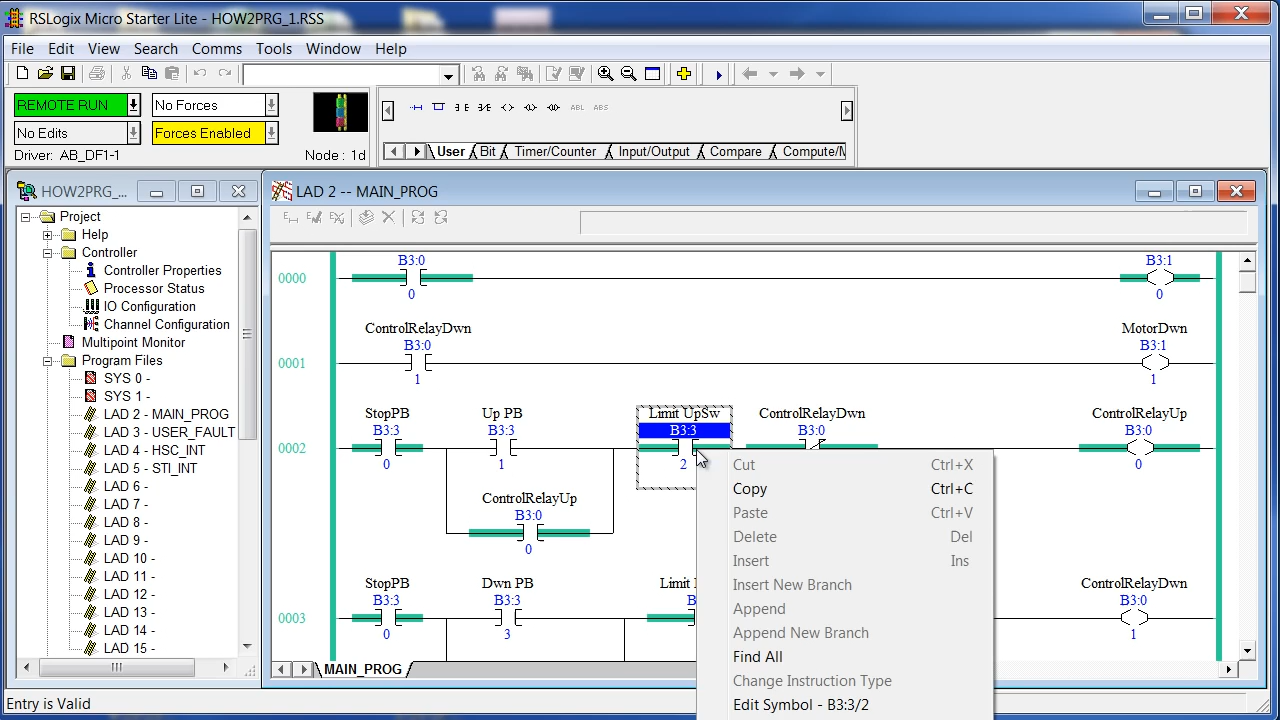 RSLogix Micro Starter Lite - HOW2PRG_1.RSS
File Edit View Search Comms Tools Window Help
REMOTE RUN No Forces
No Edits Forces Enabled
Driver: AB_DF1-1 Node : 1d
ABL ABS
User Bit Timer/Counter Input/Output Compare Compute/M
HOW2PRG_...
Project
Help
Controller
Controller Properties
Processor Status
IO Configuration
Channel Configuration
Multipoint Monitor
Program Files
SYS 0 -
SYS 1 -
LAD 2 - MAIN_PROG
LAD 3 - USER_FAULT
LAD 4 - HSC_INT
LAD 5 - STI_INT
LAD 6 -
LAD 7 -
LAD 8 -
LAD 9 -
LAD 10 -
LAD 11 -
LAD 12 -
LAD 13 -
LAD 14 -
LAD 15 -
LAD 2 -- MAIN_PROG
B3:0 B3:1
0000
0 0
ControlRelayDwn MotorDwn
B3:0 B3:1
0001
1 1
StopPB Up PB Limit UpSw ControlRelayDwn ControlRelayUp
B3:3 B3:3 B3:3 B3:0 B3:0
0002
0 1 2 0
ControlRelayUp
B3:0
0
StopPB Dwn PB Limit ControlRelayDwn
B3:3 B3:3 B B3:0
0003
0 3 1
MAIN_PROG
Cut Ctrl+X
Copy Ctrl+C
Paste Ctrl+V
Delete Del
Insert Ins
Insert New Branch
Append
Append New Branch
Find All
Change Instruction Type
Edit Symbol - B3:3/2
Entry is Valid